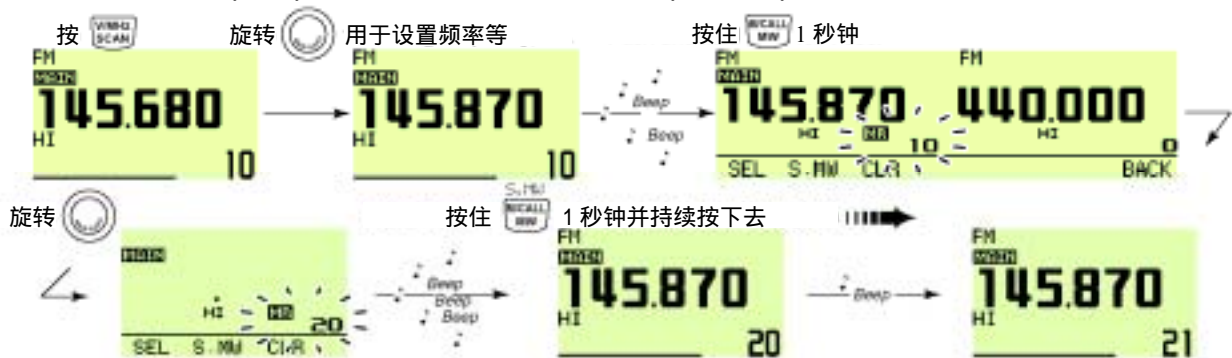 按 V/MHz SCAN 旋转 用于设置频率等 按住 M/CALL MW 1 秒钟
FM FM FM FM
MAIN MAIN MAIN
145.680 145.870 Beep 145.870 440.000
HI HI Beep HI MR 10 HI 0
10 10 SEL S.MW CLR BACK
S.MW
旋转 按住 M/CALL MW 1 秒钟并持续按下去
FM FM
MAIN MAIN MAIN
Beep 145.870 Beep 145.870
HI MR 20 Beep HI HI
SEL S.MW CLR Beep 20 21